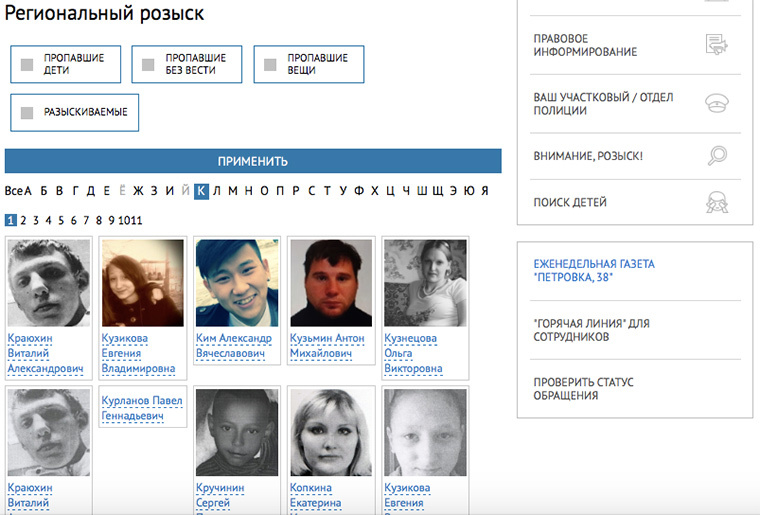 Региональный розыск
ПРОПАВШИЕ
ДЕТИ
ПРОПАВШИЕ
БЕЗ ВЕСТИ
ПРОПАВШИЕ
ВЕЩИ
РАЗЫСКИВАЕМЫЕ
ПРИМЕНИТЬ
Все А Б В Г Д Е Ё Ж З И Й К Л М Н О П Р С Т У Ф Х Ц Ч Ш Щ Э Ю Я
1 2 3 4 5 6 7 8 9 10 11
Краюхин
Виталий
Александрович
Кузикова
Евгения
Владимировна
Ким Александр
Вячеславович
Кузьмин Антон
Михайлович
Кузнецова
Ольга
Викторовна
Краюхин
Виталий
Курланов Павел
Геннадьевич
Кручинин
Сергей
Копкина
Екатерина
Кузикова
Евгения
ПРАВОВОЕ
ИНФОРМИРОВАНИЕ
ВАШ УЧАСТКОВЫЙ / ОТДЕЛ
ПОЛИЦИИ
ВНИМАНИЕ, РОЗЫСК!
ПОИСК ДЕТЕЙ
ЕЖЕНЕДЕЛЬНАЯ ГАЗЕТА
"ПЕТРОВКА, 38"
"ГОРЯЧАЯ ЛИНИЯ" ДЛЯ
СОТРУДНИКОВ
ПРОВЕРИТЬ СТАТУС
ОБРАЩЕНИЯ